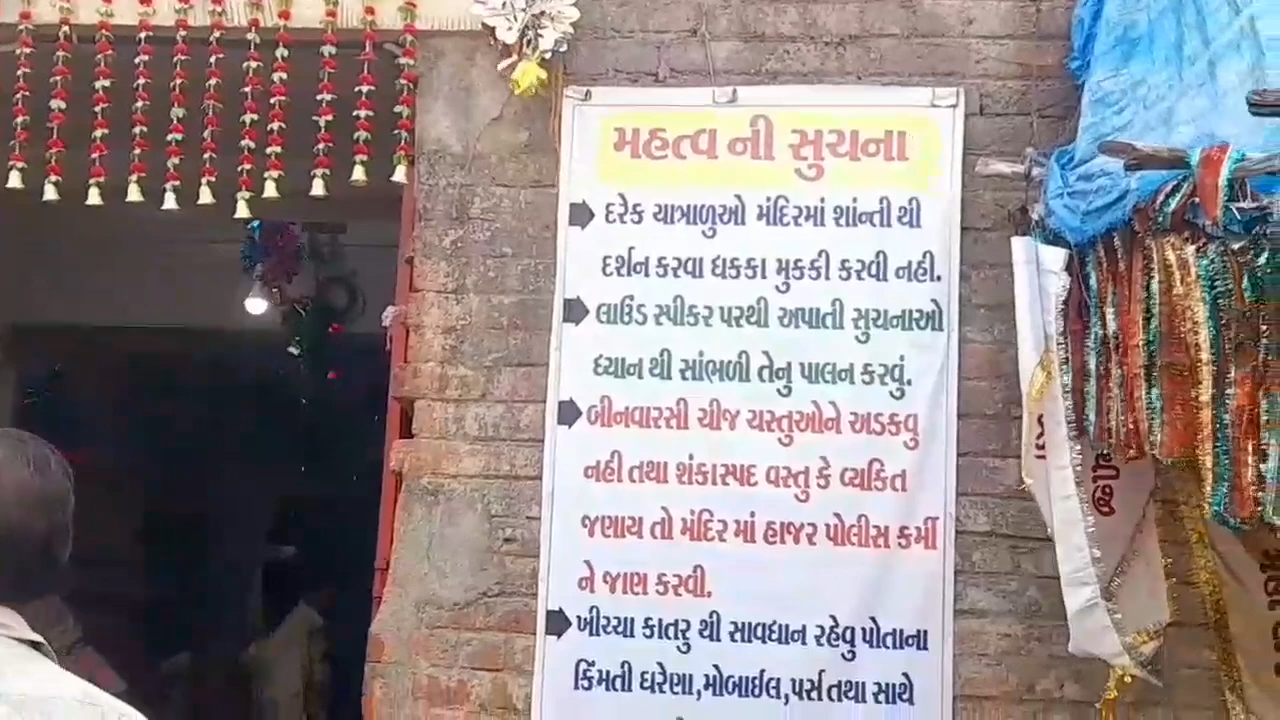 મહત્વ ની સુચના
દરેક યાત્રાળુઓ મંદિરમાં શાંન્તી થી
દર્શન કરવા ધકકા મુકકી કરવી નહી.
લાઉડ સ્પીકર પરથી અપાતી સુચનાઓ
ધ્યાન થી સાંભળી તેનુ પાલન કરવું.
બીનવારસી ચીજ ચસ્તુઓને અડકવુ
નહી તથા શંકાસ્પદ વસ્તુ કે વ્યકિત
જણાય તો મંદિર માં હાજર પોલીસ કર્મી
ને જાણ કરવી.
ખીચ્ચા કાતરુ થી સાવધાન રહેવુ પોતાના
કિંમતી ઘરેણા,મોબાઈલ,પર્સ તથા સાથે